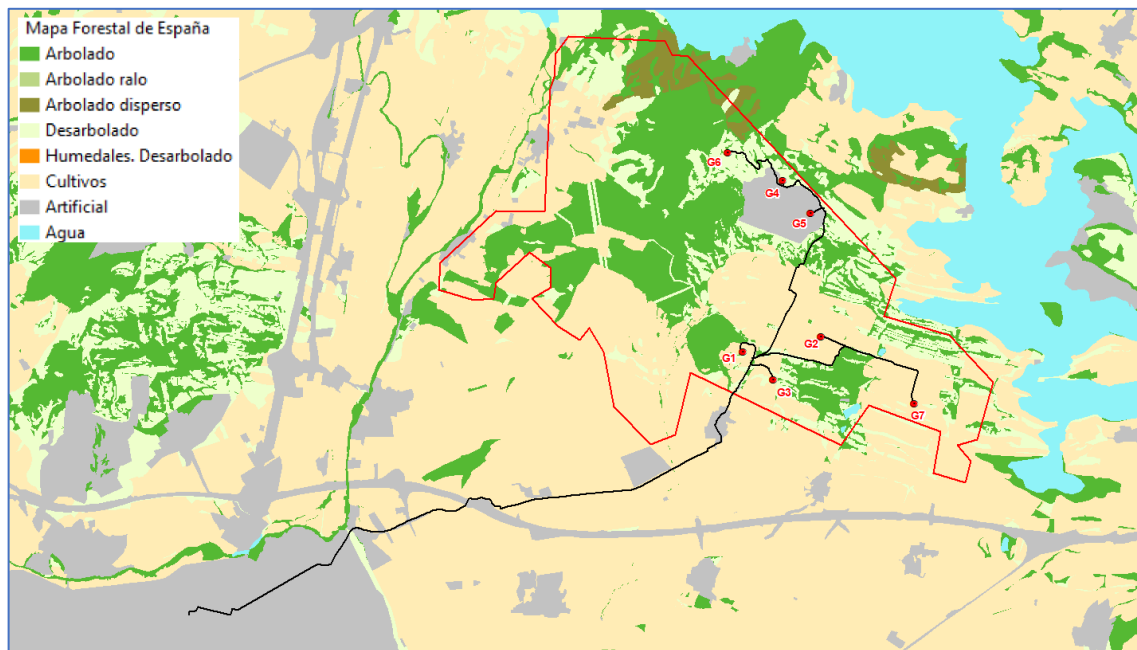 Mapa Forestal de España
Arbolado
Arbolado ralo
Arbolado disperso
Desarbolado
Humedales. Desarbolado
Cultivos
Artificial
Agua
G6
G4
G5
G2
G1
G3
G7